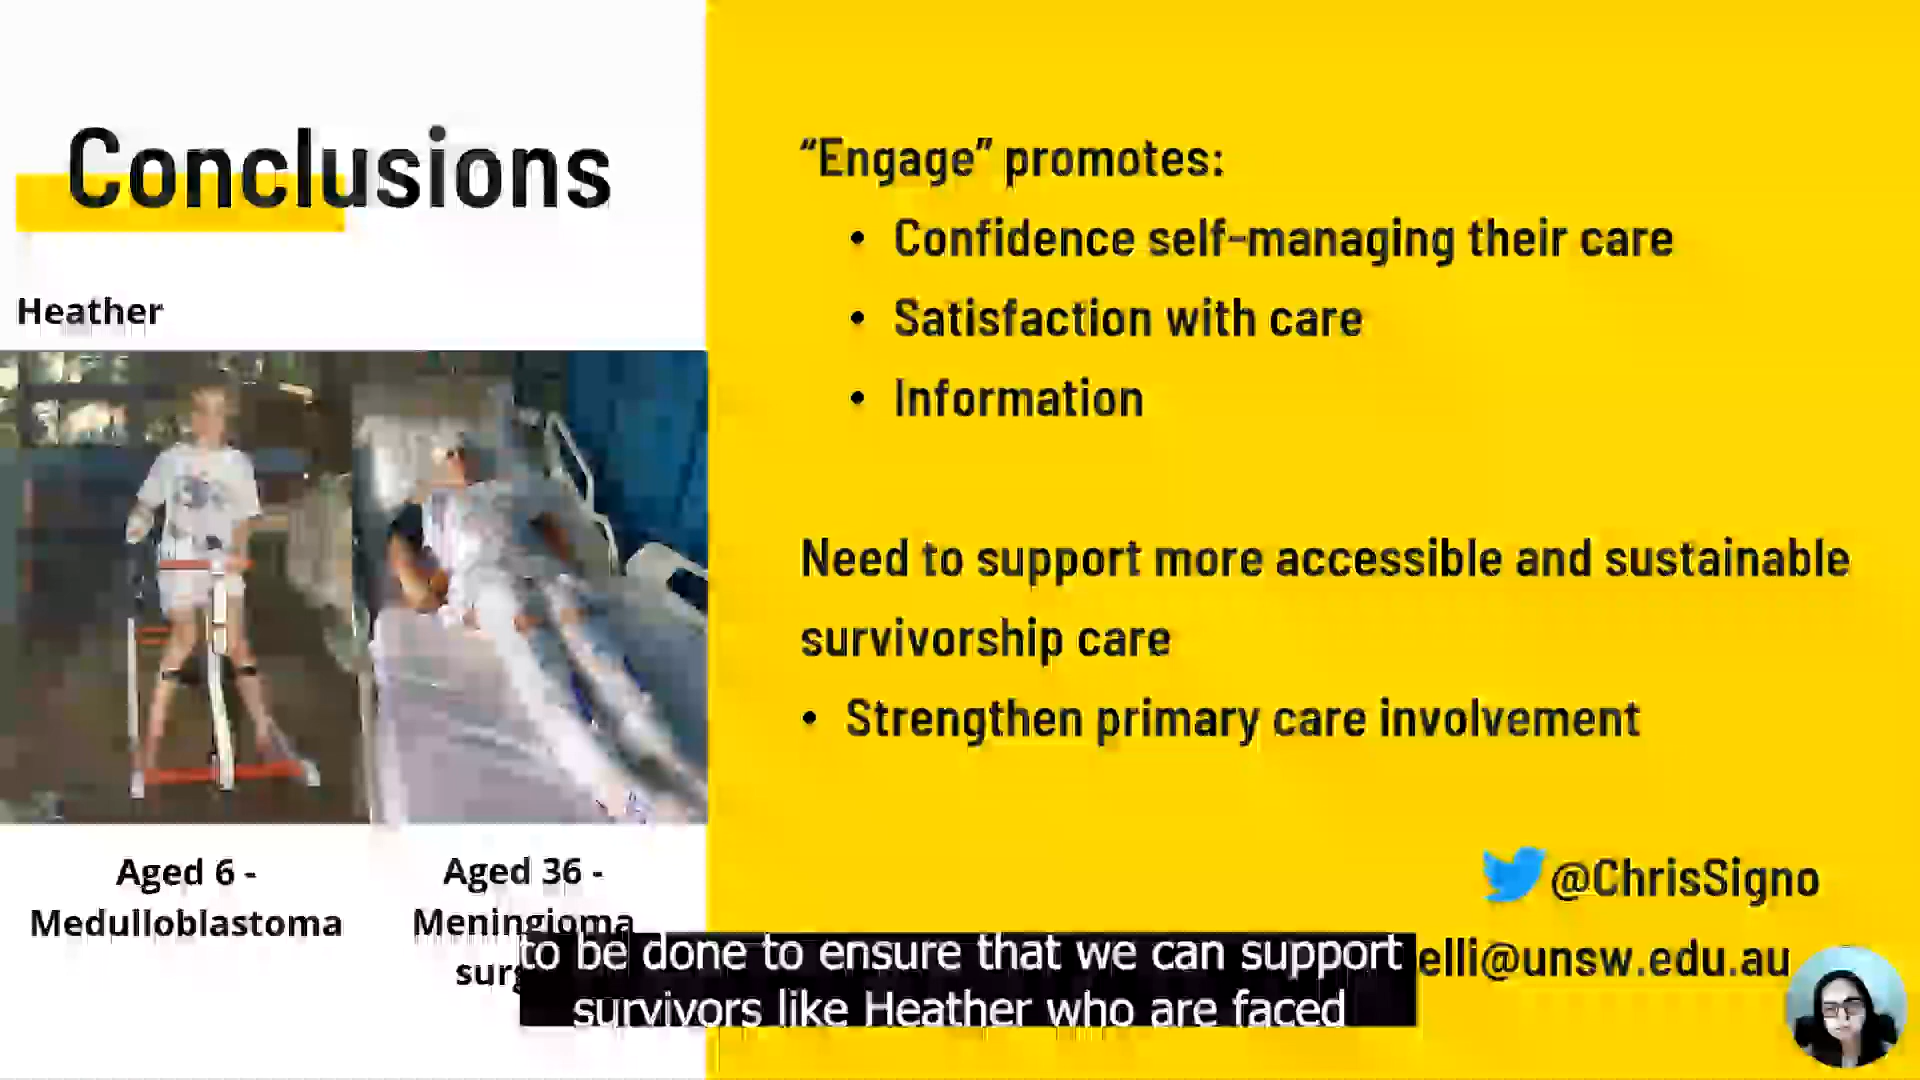 Conclusions
Heather
Aged 6 -
Medulloblastoma
Aged 36 -
Meningioma
“Engage” promotes:
• Confidence self-managing their care
• Satisfaction with care
• Information
Need to support more accessible and sustainable
survivorship care
• Strengthen primary care involvement
@ChrisSigno
elli@unsw.edu.au
to be done to ensure that we can support
survivors like Heather who are faced